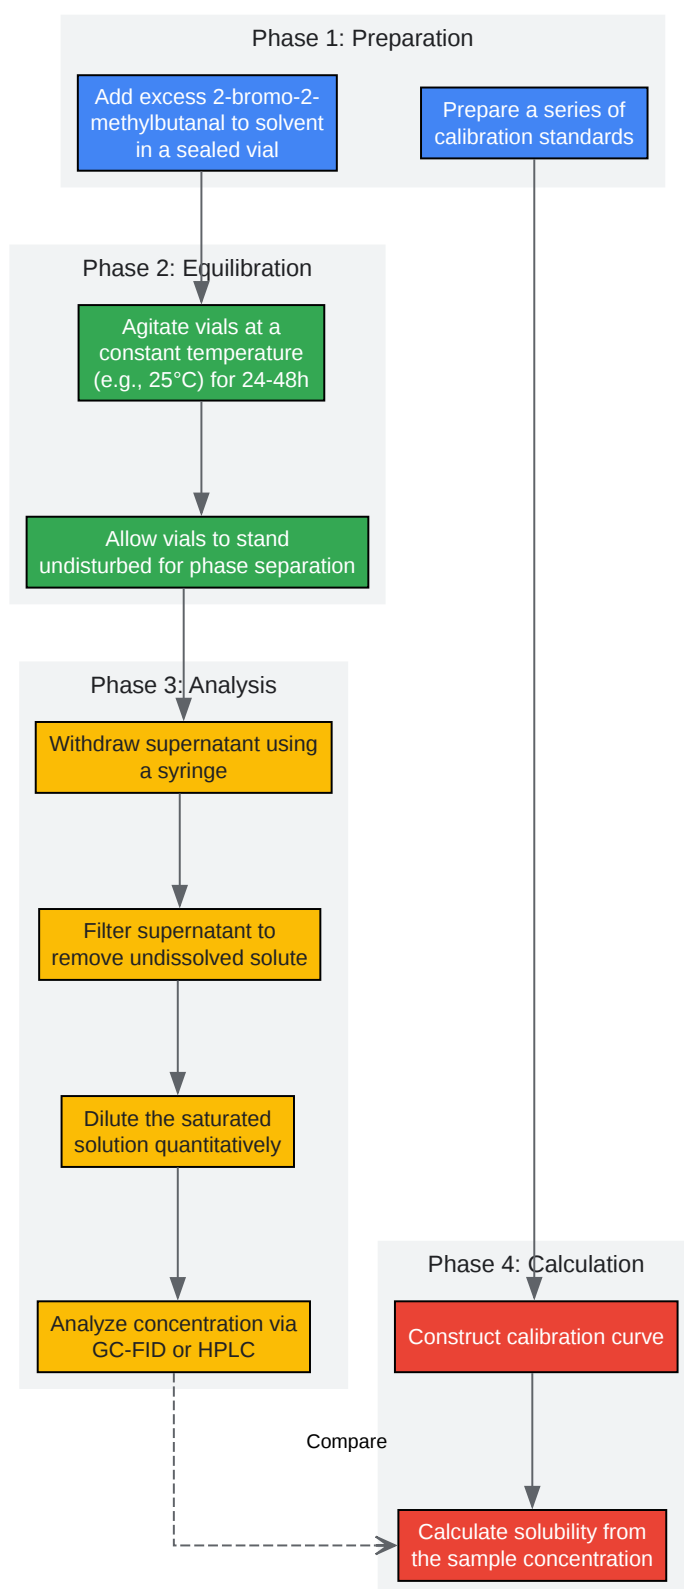 Phase 1: Preparation
Add excess 2-bromo-2-
methylbutanal to solvent
in a sealed vial
Prepare a series of
calibration standards
Phase 2: Equilibration
Agitate vials at a
constant temperature
(e.g., 25°C) for 24-48h
Allow vials to stand
undisturbed for phase separation
Phase 3: Analysis
Withdraw supernatant using
a syringe
Filter supernatant to
remove undissolved solute
Dilute the saturated
solution quantitatively
Analyze concentration via
GC-FID or HPLC
Phase 4: Calculation
Construct calibration curve
Compare
Calculate solubility from
the sample concentration